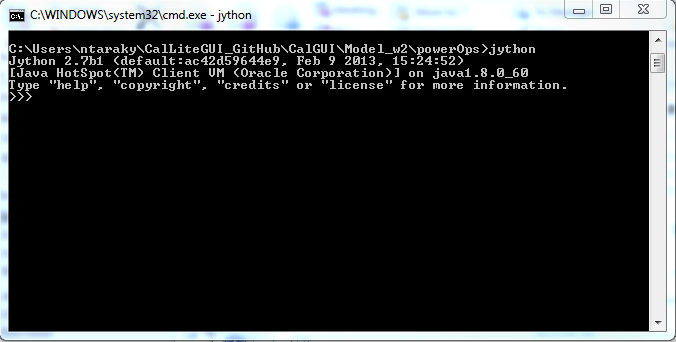 C:\WINDOWS\system32\cmd.exe - jython
C:\Users\ntaraky\CalLiteGUI_GitHub\CalGUI\Model_w2\powerOps>jython
Jython 2.7b1 (default:ac42d59644e9, Feb 9 2013, 15:24:52)
[Java HotSpot(TM) Client VM (Oracle Corporation)] on java1.8.0_60
Type "help", "copyright", "credits" or "license" for more information.
>>>